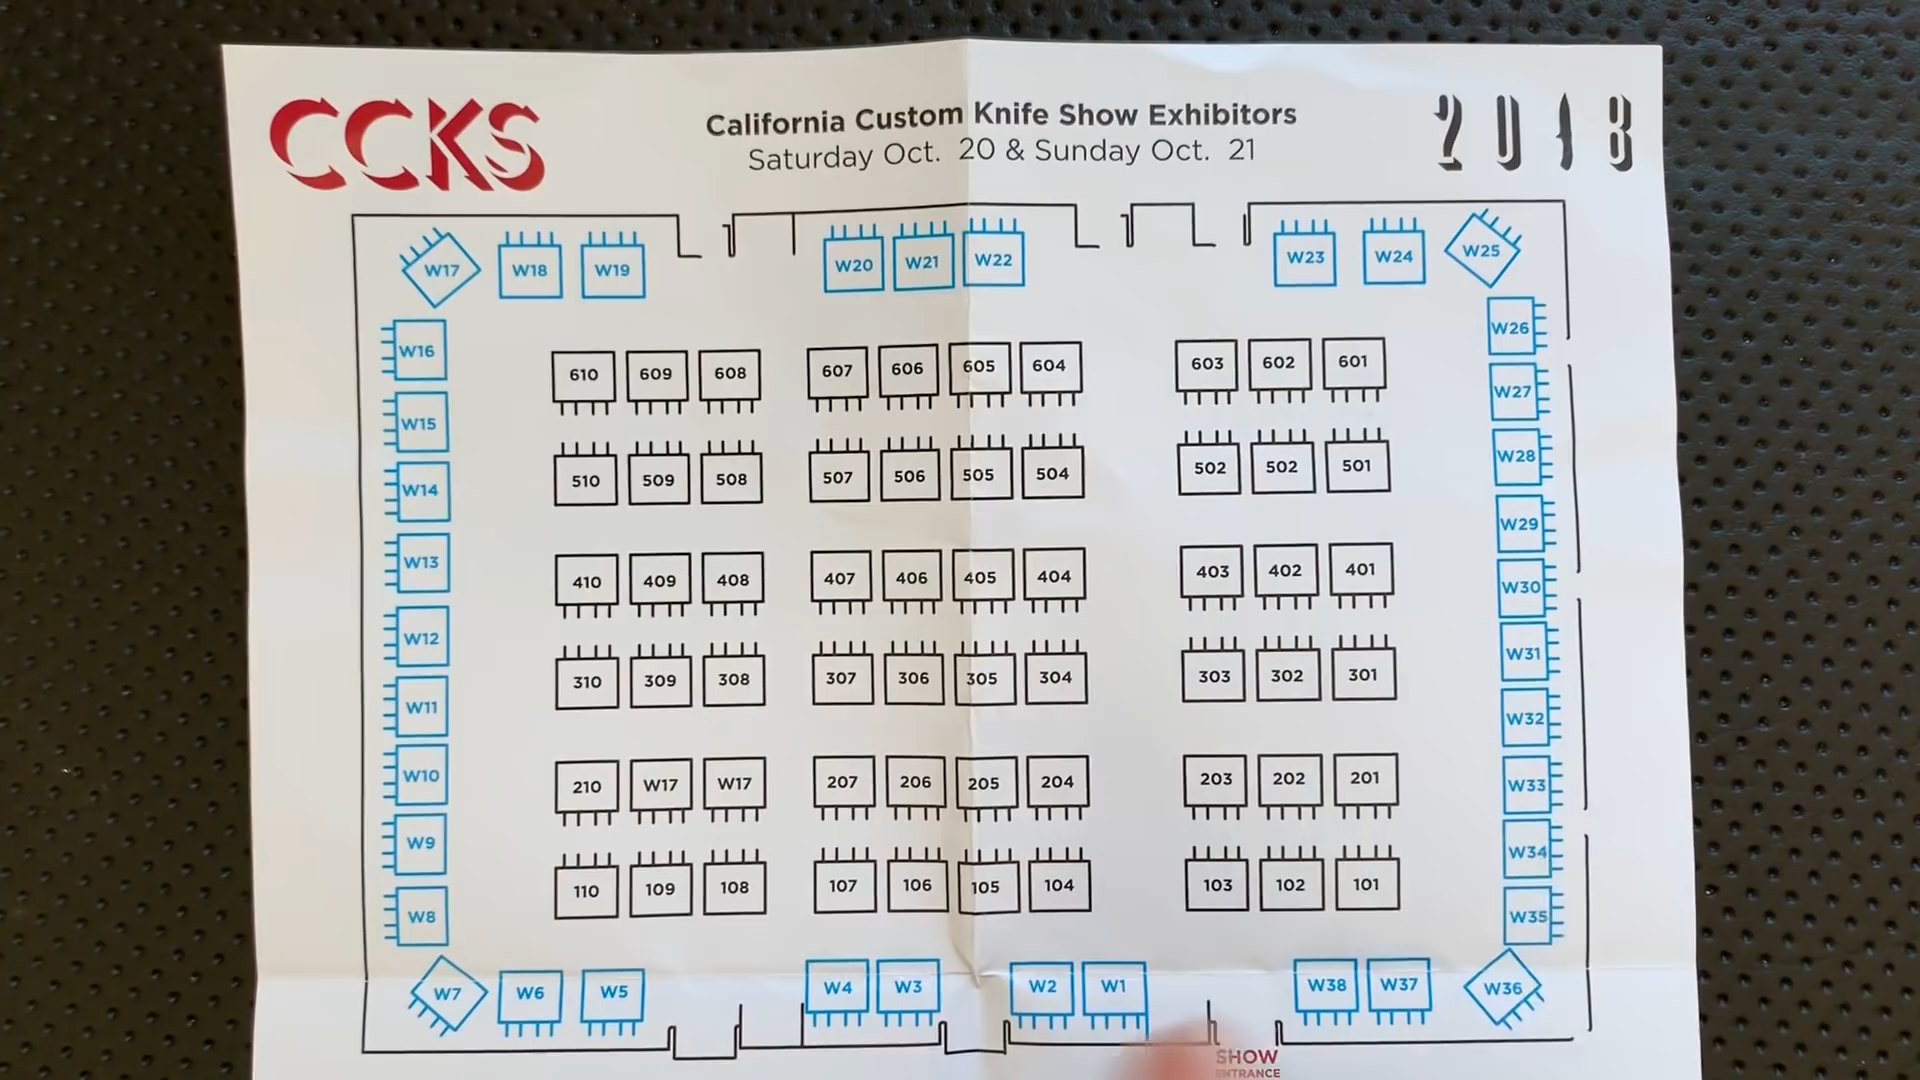 CCKS
California Custom Knife Show Exhibitors
2018
Saturday Oct. 20 & Sunday Oct. 21
W17 W18 W19 W20 W21 W22 W23 W24 W25
W26
W16
610 609 608 607 606 605 604 603 602 601
W27
W15
W28
510 509 508 507 506 505 504 502 502 501
W14
W29
W13
410 409 408 407 406 405 404 403 402 401
W30
W12
W31
310 309 308 307 306 305 304 303 302 301
W11
W32
W10
210 W17 W17 207 206 205 204 203 202 201
W33
W9
W34
110 109 108 107 106 105 104 103 102 101
W8
W35
W7 W6 W5 W4 W3 W2 W1 W38 W37 W36
SHOW
ENTRANCE